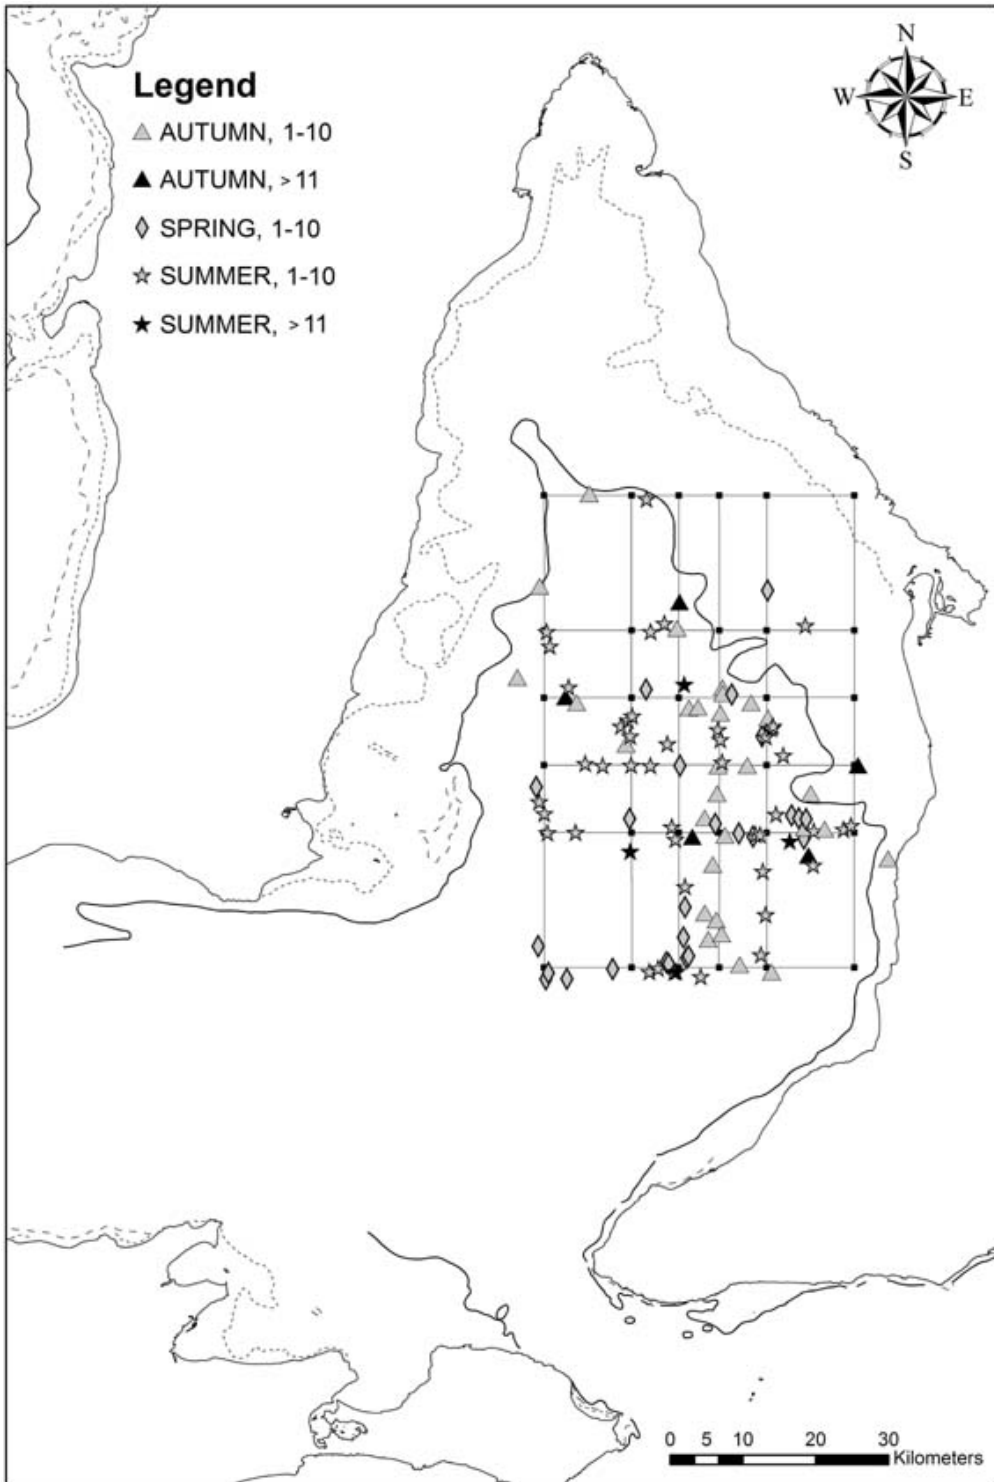 N
W E
S
Legend
AUTUMN, 1-10
AUTUMN, > 11
SPRING, 1-10
SUMMER, 1-10
SUMMER, > 11
0 5 10 20 30
Kilometers